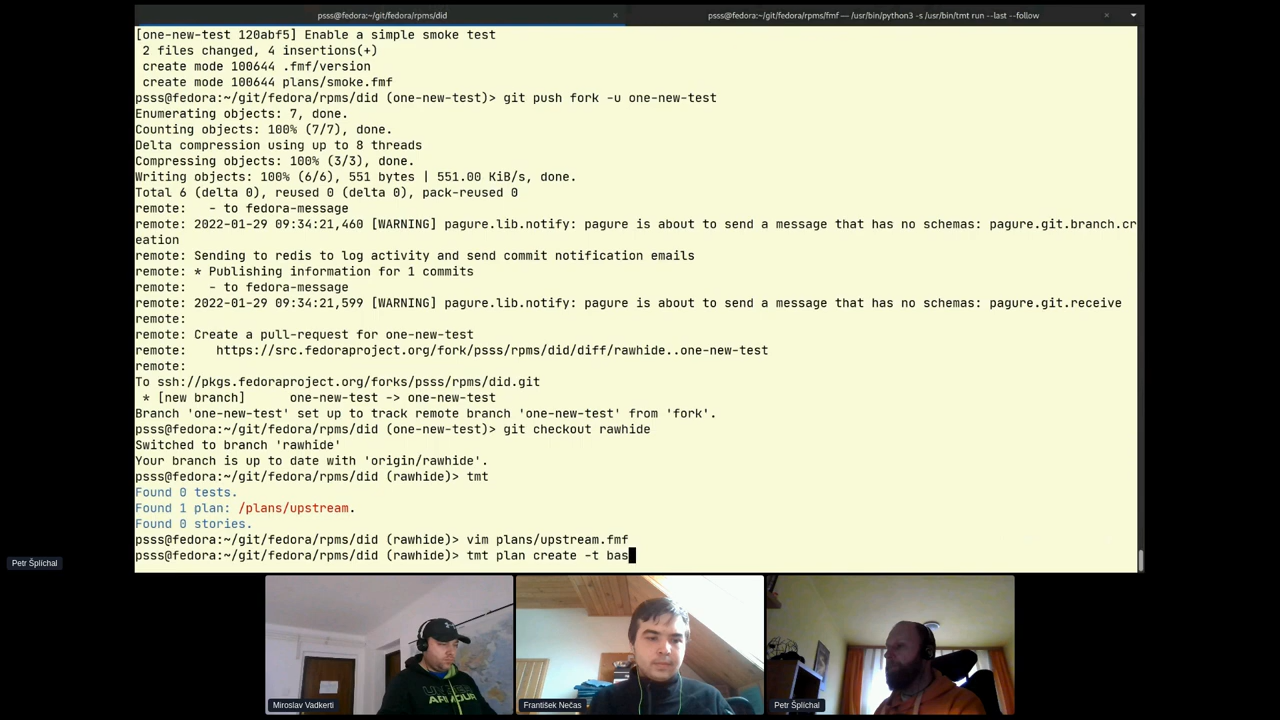 psss@fedora:~/git/fedora/rpms/did
psss@fedora:~/git/fedora/rpms/fmf — /usr/bin/python3 -s /usr/bin/tmt run --last --follow
[one-new-test 120abf5] Enable a simple smoke test
 2 files changed, 4 insertions(+)
 create mode 100644 .fmf/version
 create mode 100644 plans/smoke.fmf
psss@fedora:~/git/fedora/rpms/did (one-new-test)> git push fork -u one-new-test
Enumerating objects: 7, done.
Counting objects: 100% (7/7), done.
Delta compression using up to 8 threads
Compressing objects: 100% (3/3), done.
Writing objects: 100% (6/6), 551 bytes | 551.00 KiB/s, done.
Total 6 (delta 0), reused 0 (delta 0), pack-reused 0
remote:   - to fedora-message
remote: 2022-01-29 09:34:21,460 [WARNING] pagure.lib.notify: pagure is about to send a message that has no schemas: pagure.git.branch.cr
eation
remote: Sending to redis to log activity and send commit notification emails
remote: * Publishing information for 1 commits
remote:   - to fedora-message
remote: 2022-01-29 09:34:21,599 [WARNING] pagure.lib.notify: pagure is about to send a message that has no schemas: pagure.git.receive
remote:
remote: Create a pull-request for one-new-test
remote:    https://src.fedoraproject.org/fork/psss/rpms/did/diff/rawhide..one-new-test
remote:
To ssh://pkgs.fedoraproject.org/forks/psss/rpms/did.git
 * [new branch]      one-new-test -> one-new-test
Branch 'one-new-test' set up to track remote branch 'one-new-test' from 'fork'.
psss@fedora:~/git/fedora/rpms/did (one-new-test)> git checkout rawhide
Switched to branch 'rawhide'
Your branch is up to date with 'origin/rawhide'.
psss@fedora:~/git/fedora/rpms/did (rawhide)> tmt
Found 0 tests.
Found 1 plan: /plans/upstream.
Found 0 stories.
psss@fedora:~/git/fedora/rpms/did (rawhide)> vim plans/upstream.fmf
psss@fedora:~/git/fedora/rpms/did (rawhide)> tmt plan create -t bas
Petr Šplíchal
UNDER
ARMOUR
Miroslav Vadkerti
František Nečas
Petr Šplíchal